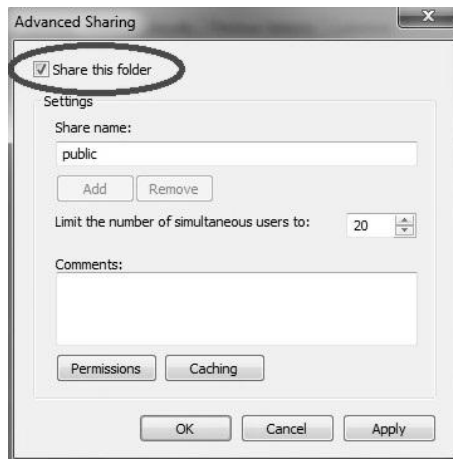 Advanced Sharing
Share this folder
Settings
Share name:
public
Add Remove
Limit the number of simultaneous users to: 20
Comments:
Permissions Caching
OK Cancel Apply